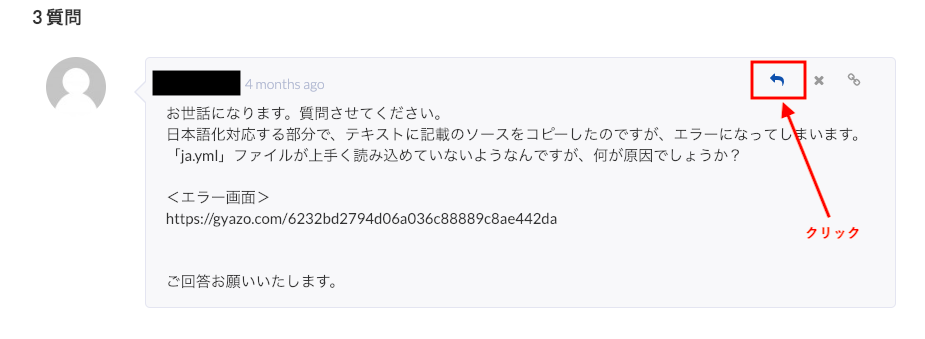 3 質問
4 months ago
お世話になります。質問させてください。
日本語化対応する部分で、テキストに記載のソースをコピーしたのですが、エラーになってしまいます。
「ja.yml」ファイルが上手く読み込めていないようなんですが、何が原因でしょうか？
＜エラー画面＞
https://gyazo.com/6232bd2794d06a036c88889c8ae442da
クリック
ご回答お願いいたします。